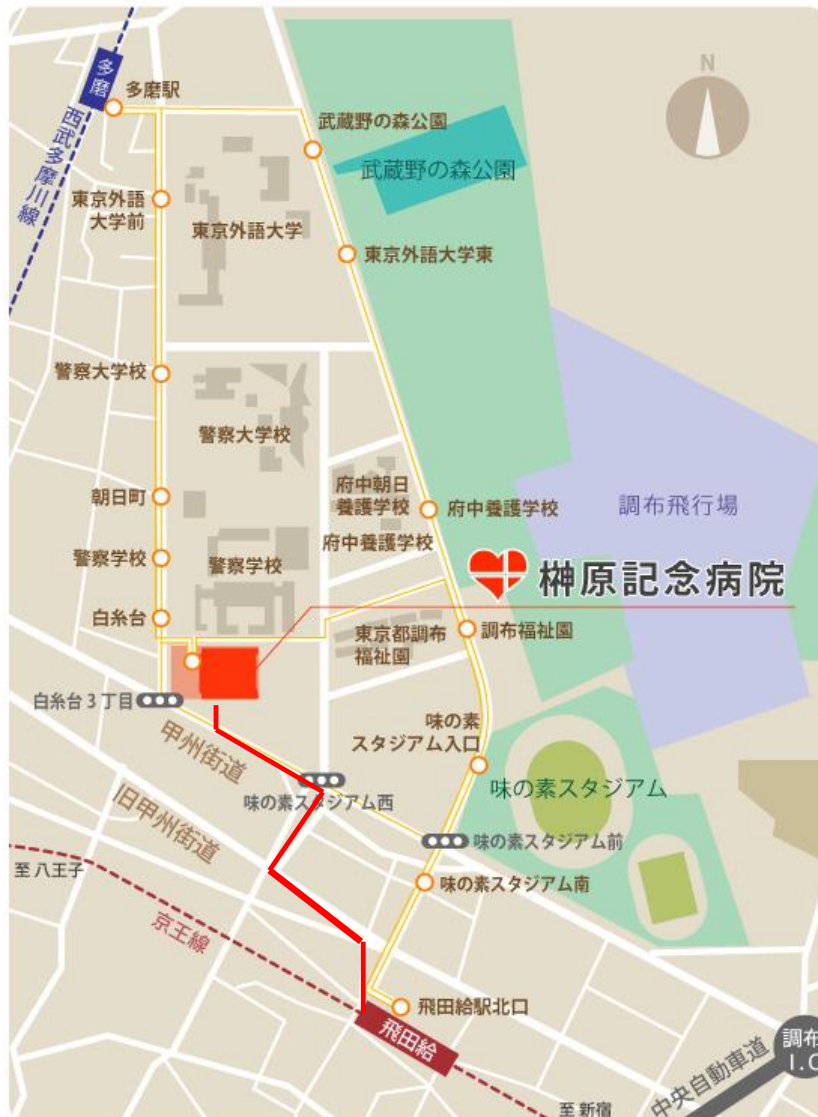 N
多磨
多磨駅
西武多摩川線
武蔵野の森公園
武蔵野の森公園
東京外語
大学前
東京外語大学
東京外語大学東
警察大学校
警察大学校
府中朝日
養護学校
調布飛行場
朝日町
府中養護学校
府中養護学校
警察学校
警察学校
榊原記念病院
白糸台
東京都調布
福祉園
調布福祉園
白糸台3丁目
味の素
スタジアム入口
甲州街道
味の素スタジアム
味の素スタジアム西
旧甲州街道
味の素スタジアム前
至 八王子
味の素スタジアム南
京王線
飛田給駅北口
飛田給
調布
I.C
中央自動車道
至 新宿